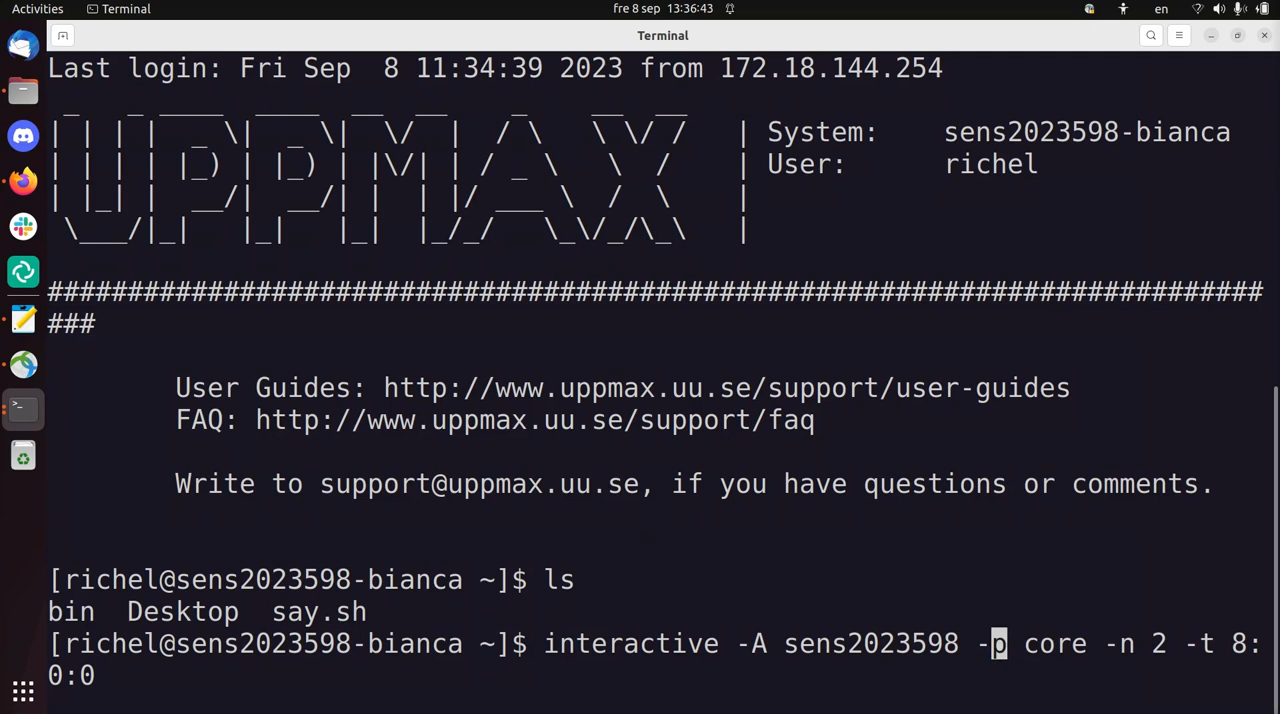 Activities Terminal fre 8 sep 13:36:43 en
Terminal
Last login: Fri Sep  8 11:34:39 2023 from 172.18.144.254
UPPMAX
| System:    sens2023598-bianca
| User:      richel
############################################################################
###
User Guides: http://www.uppmax.uu.se/support/user-guides
FAQ: http://www.uppmax.uu.se/support/faq
Write to support@uppmax.uu.se, if you have questions or comments.
[richel@sens2023598-bianca ~]$ ls
bin  Desktop  say.sh
[richel@sens2023598-bianca ~]$ interactive -A sens2023598 -p core -n 2 -t 8:
0:0